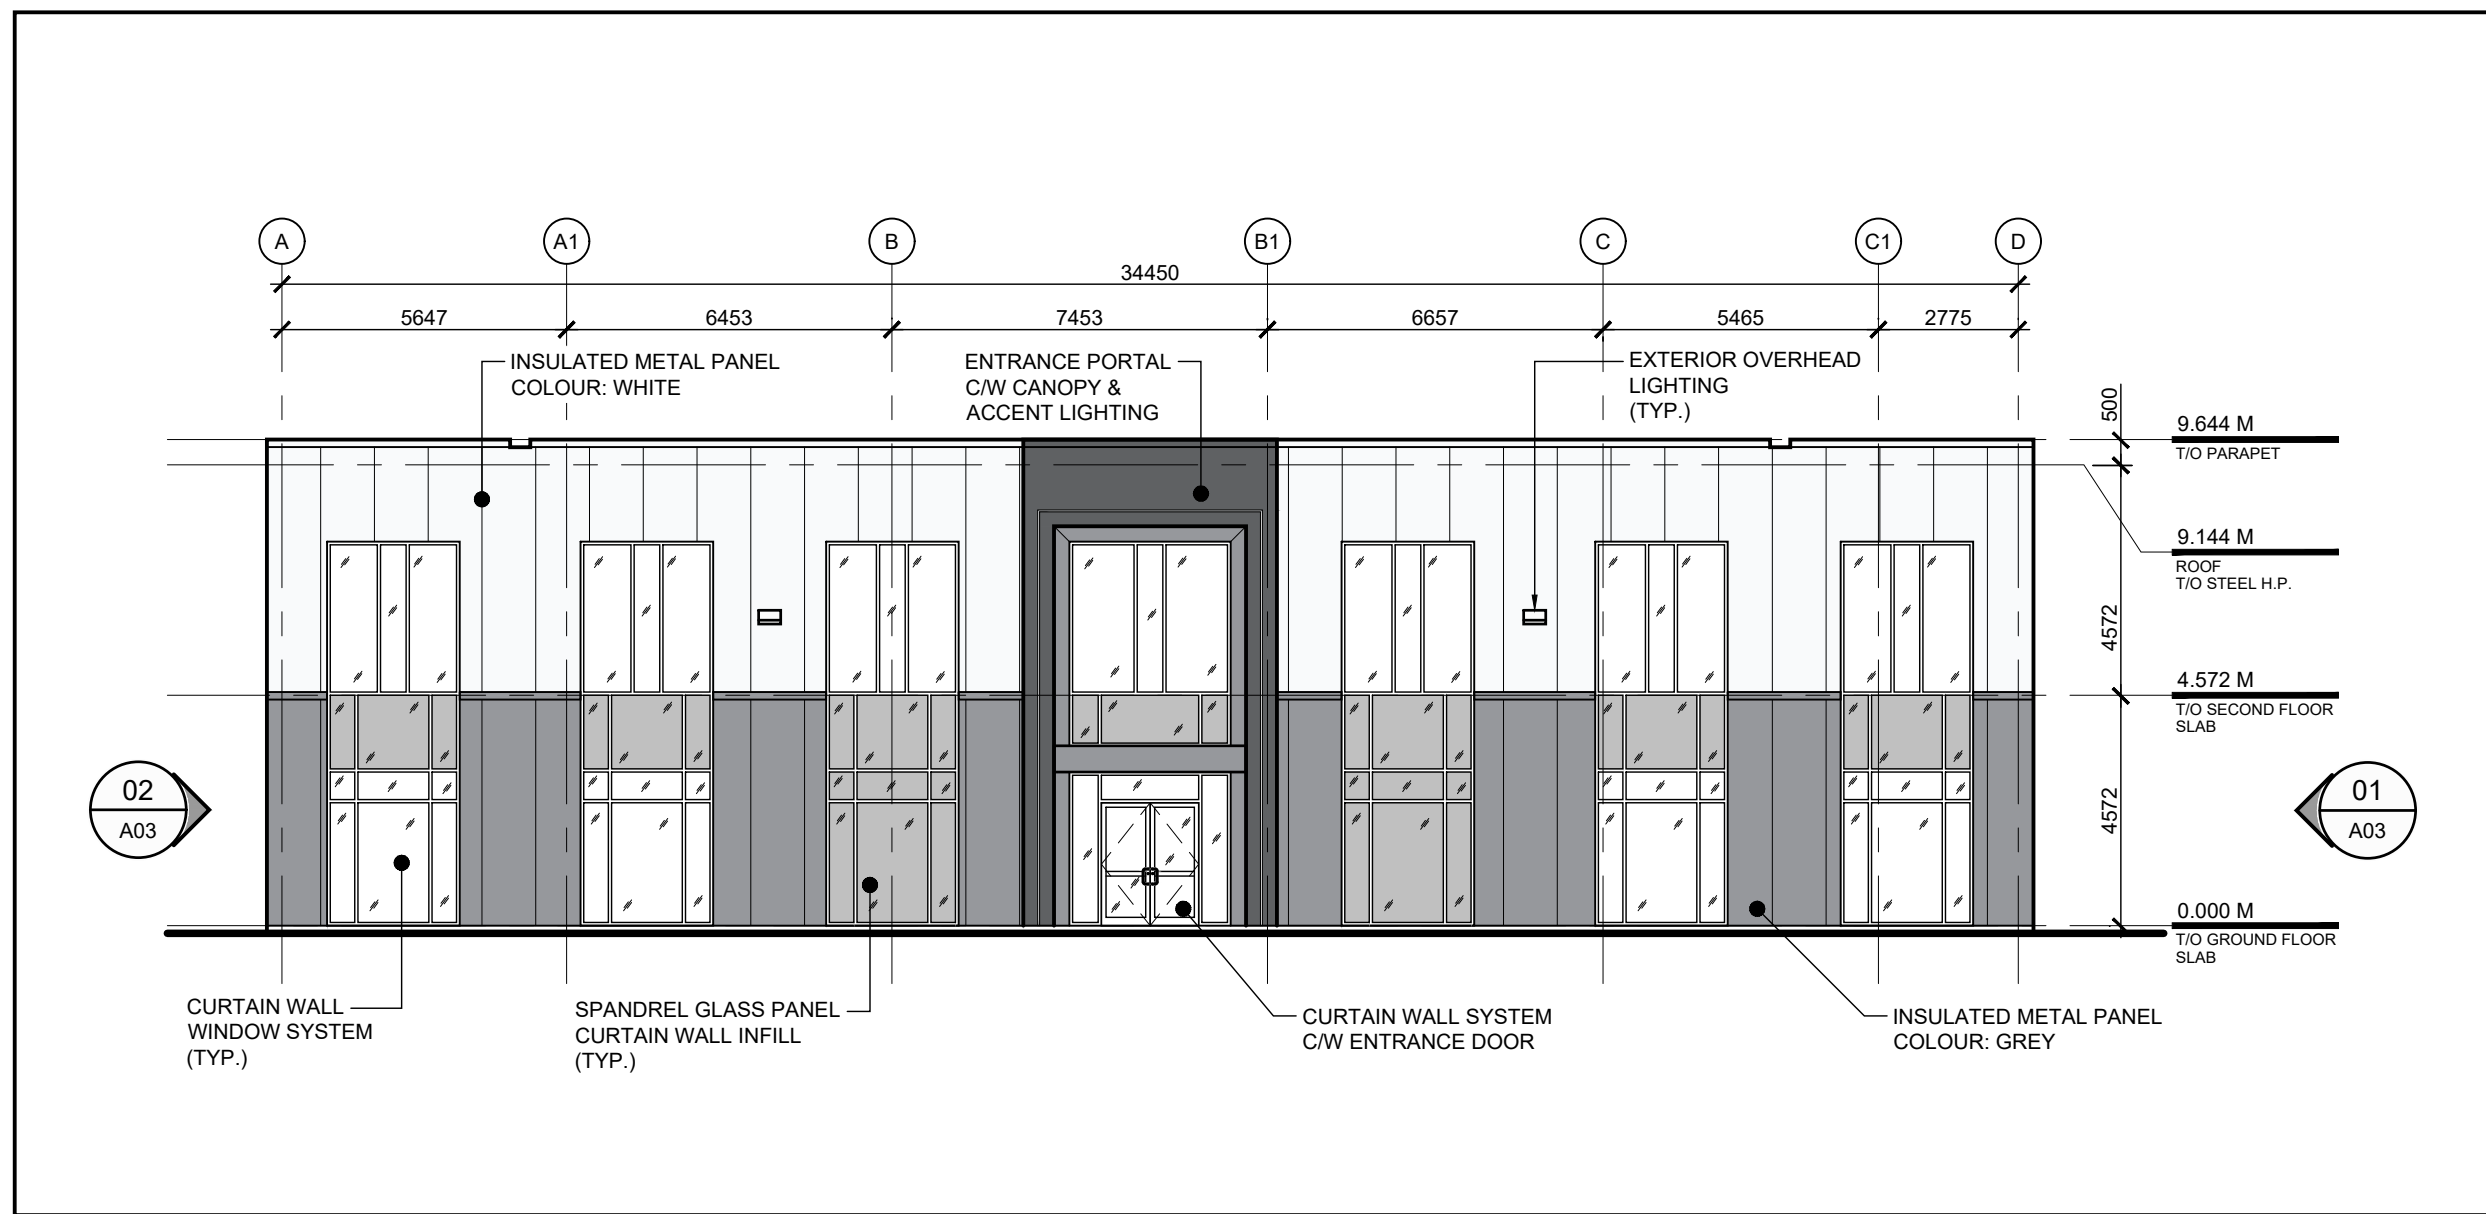 A
A1
B
B1
C
C1
D
34450
5647
6453
7453
6657
5465
2775
INSULATED METAL PANEL
COLOUR: WHITE
ENTRANCE PORTAL
C/W CANOPY &
ACCENT LIGHTING
EXTERIOR OVERHEAD
LIGHTING
(TYP.)
500
9.644 M
T/O PARAPET
9.144 M
ROOF
T/O STEEL H.P.
4572
4.572 M
T/O SECOND FLOOR
SLAB
02
A03
4572
01
A03
0.000 M
T/O GROUND FLOOR
SLAB
CURTAIN WALL
WINDOW SYSTEM
(TYP.)
SPANDREL GLASS PANEL
CURTAIN WALL INFILL
(TYP.)
CURTAIN WALL SYSTEM
C/W ENTRANCE DOOR
INSULATED METAL PANEL
COLOUR: GREY